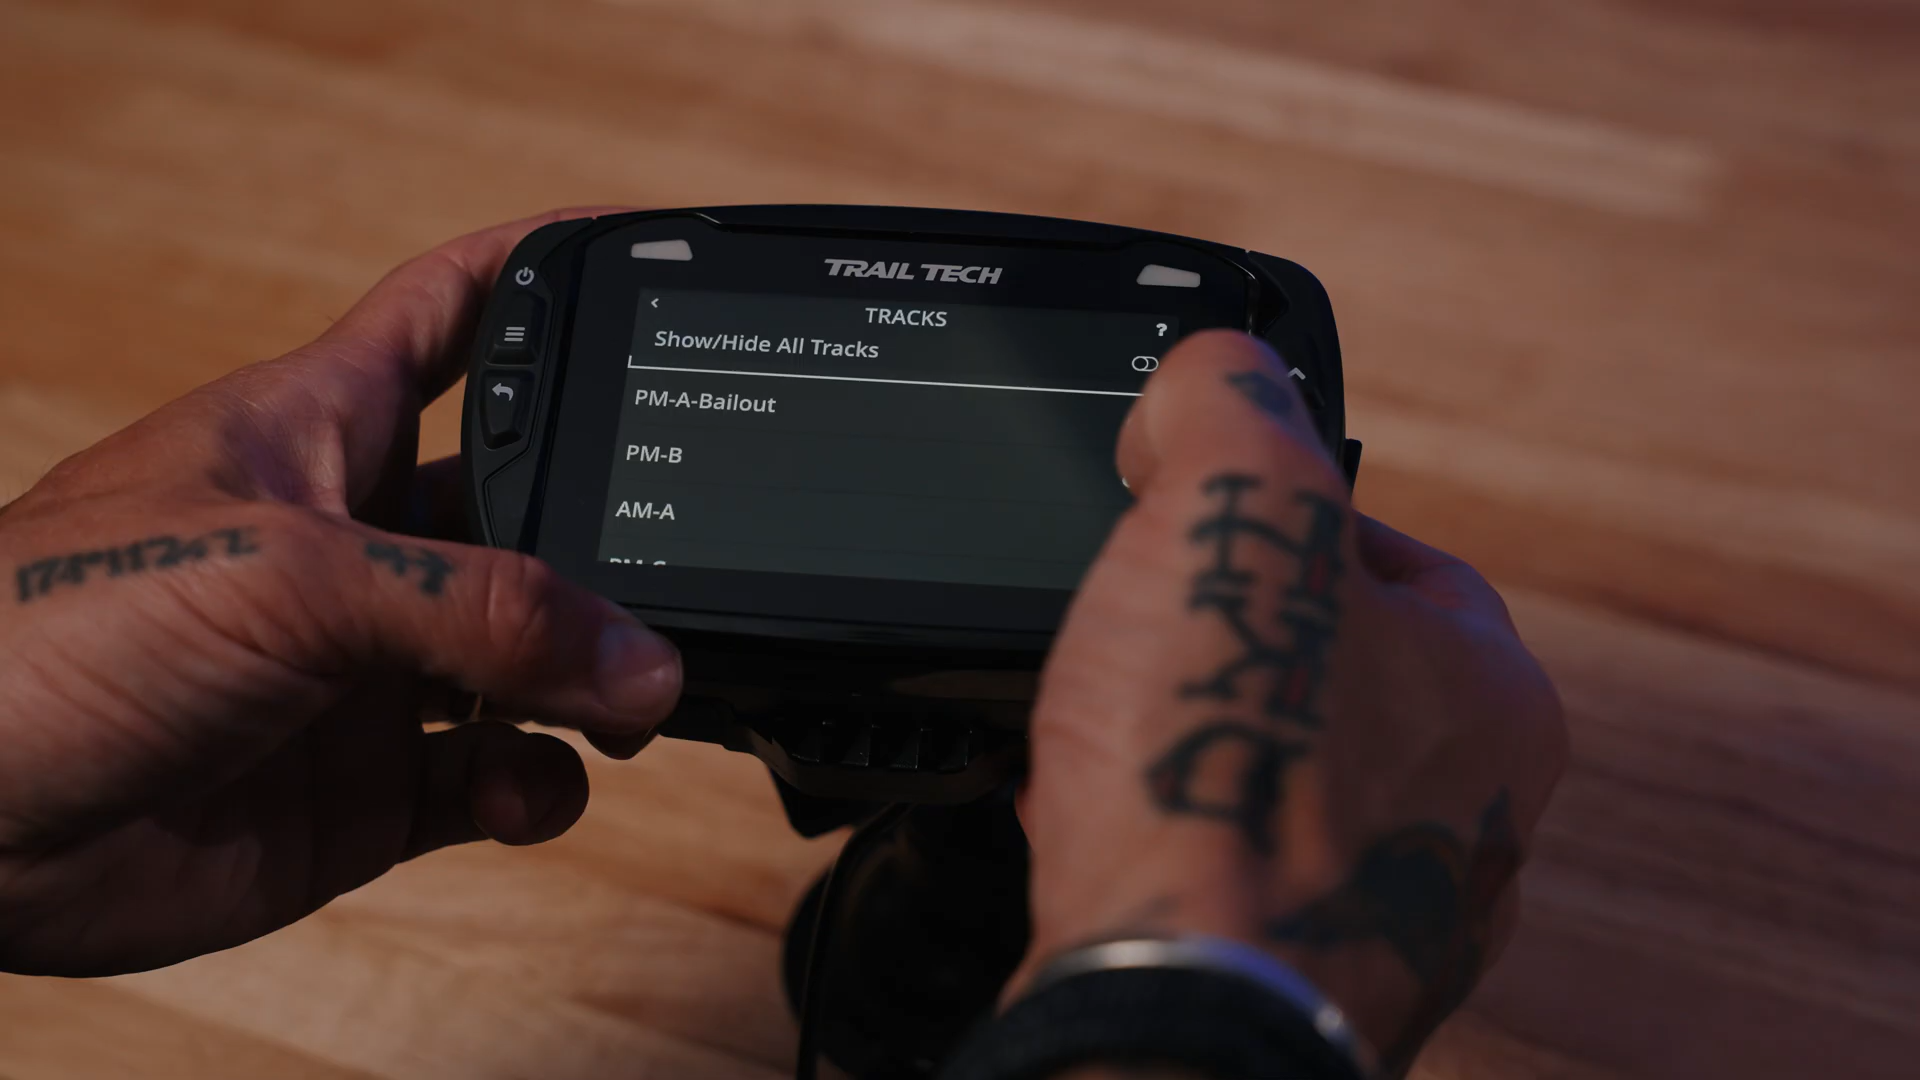 TRAIL TECH
TRACKS
?
Show/Hide All Tracks
PM-A-Bailout
PM-B
AM-A